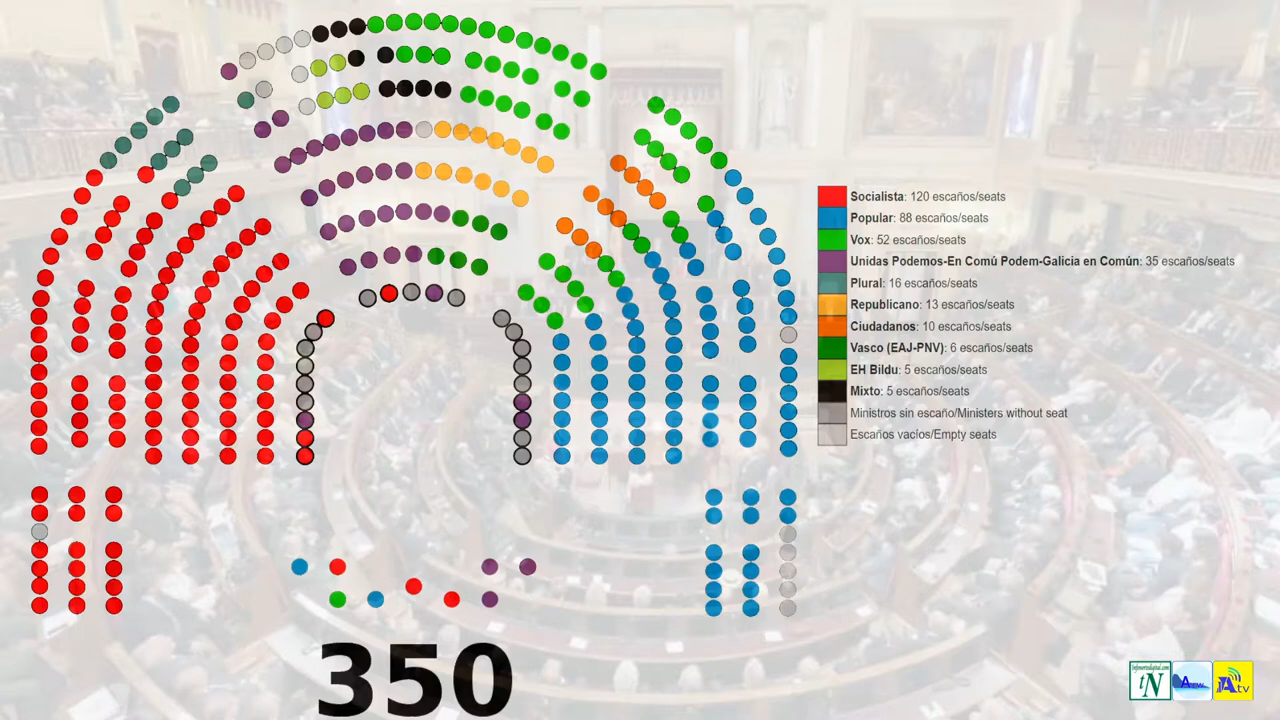 Socialista: 120 escaños/seats
Popular: 88 escaños/seats
Vox: 52 escaños/seats
Unidas Podemos-En Comú Podem-Galicia en Común: 35 escaños/seats
Plural: 16 escaños/seats
Republicano: 13 escaños/seats
Ciudadanos: 10 escaños/seats
Vasco (EAJ-PNV): 6 escaños/seats
EH Bildu: 5 escaños/seats
Mixto: 5 escaños/seats
Ministros sin escaño/Ministers without seat
Escaños vacíos/Empty seats
350
tN
Atv